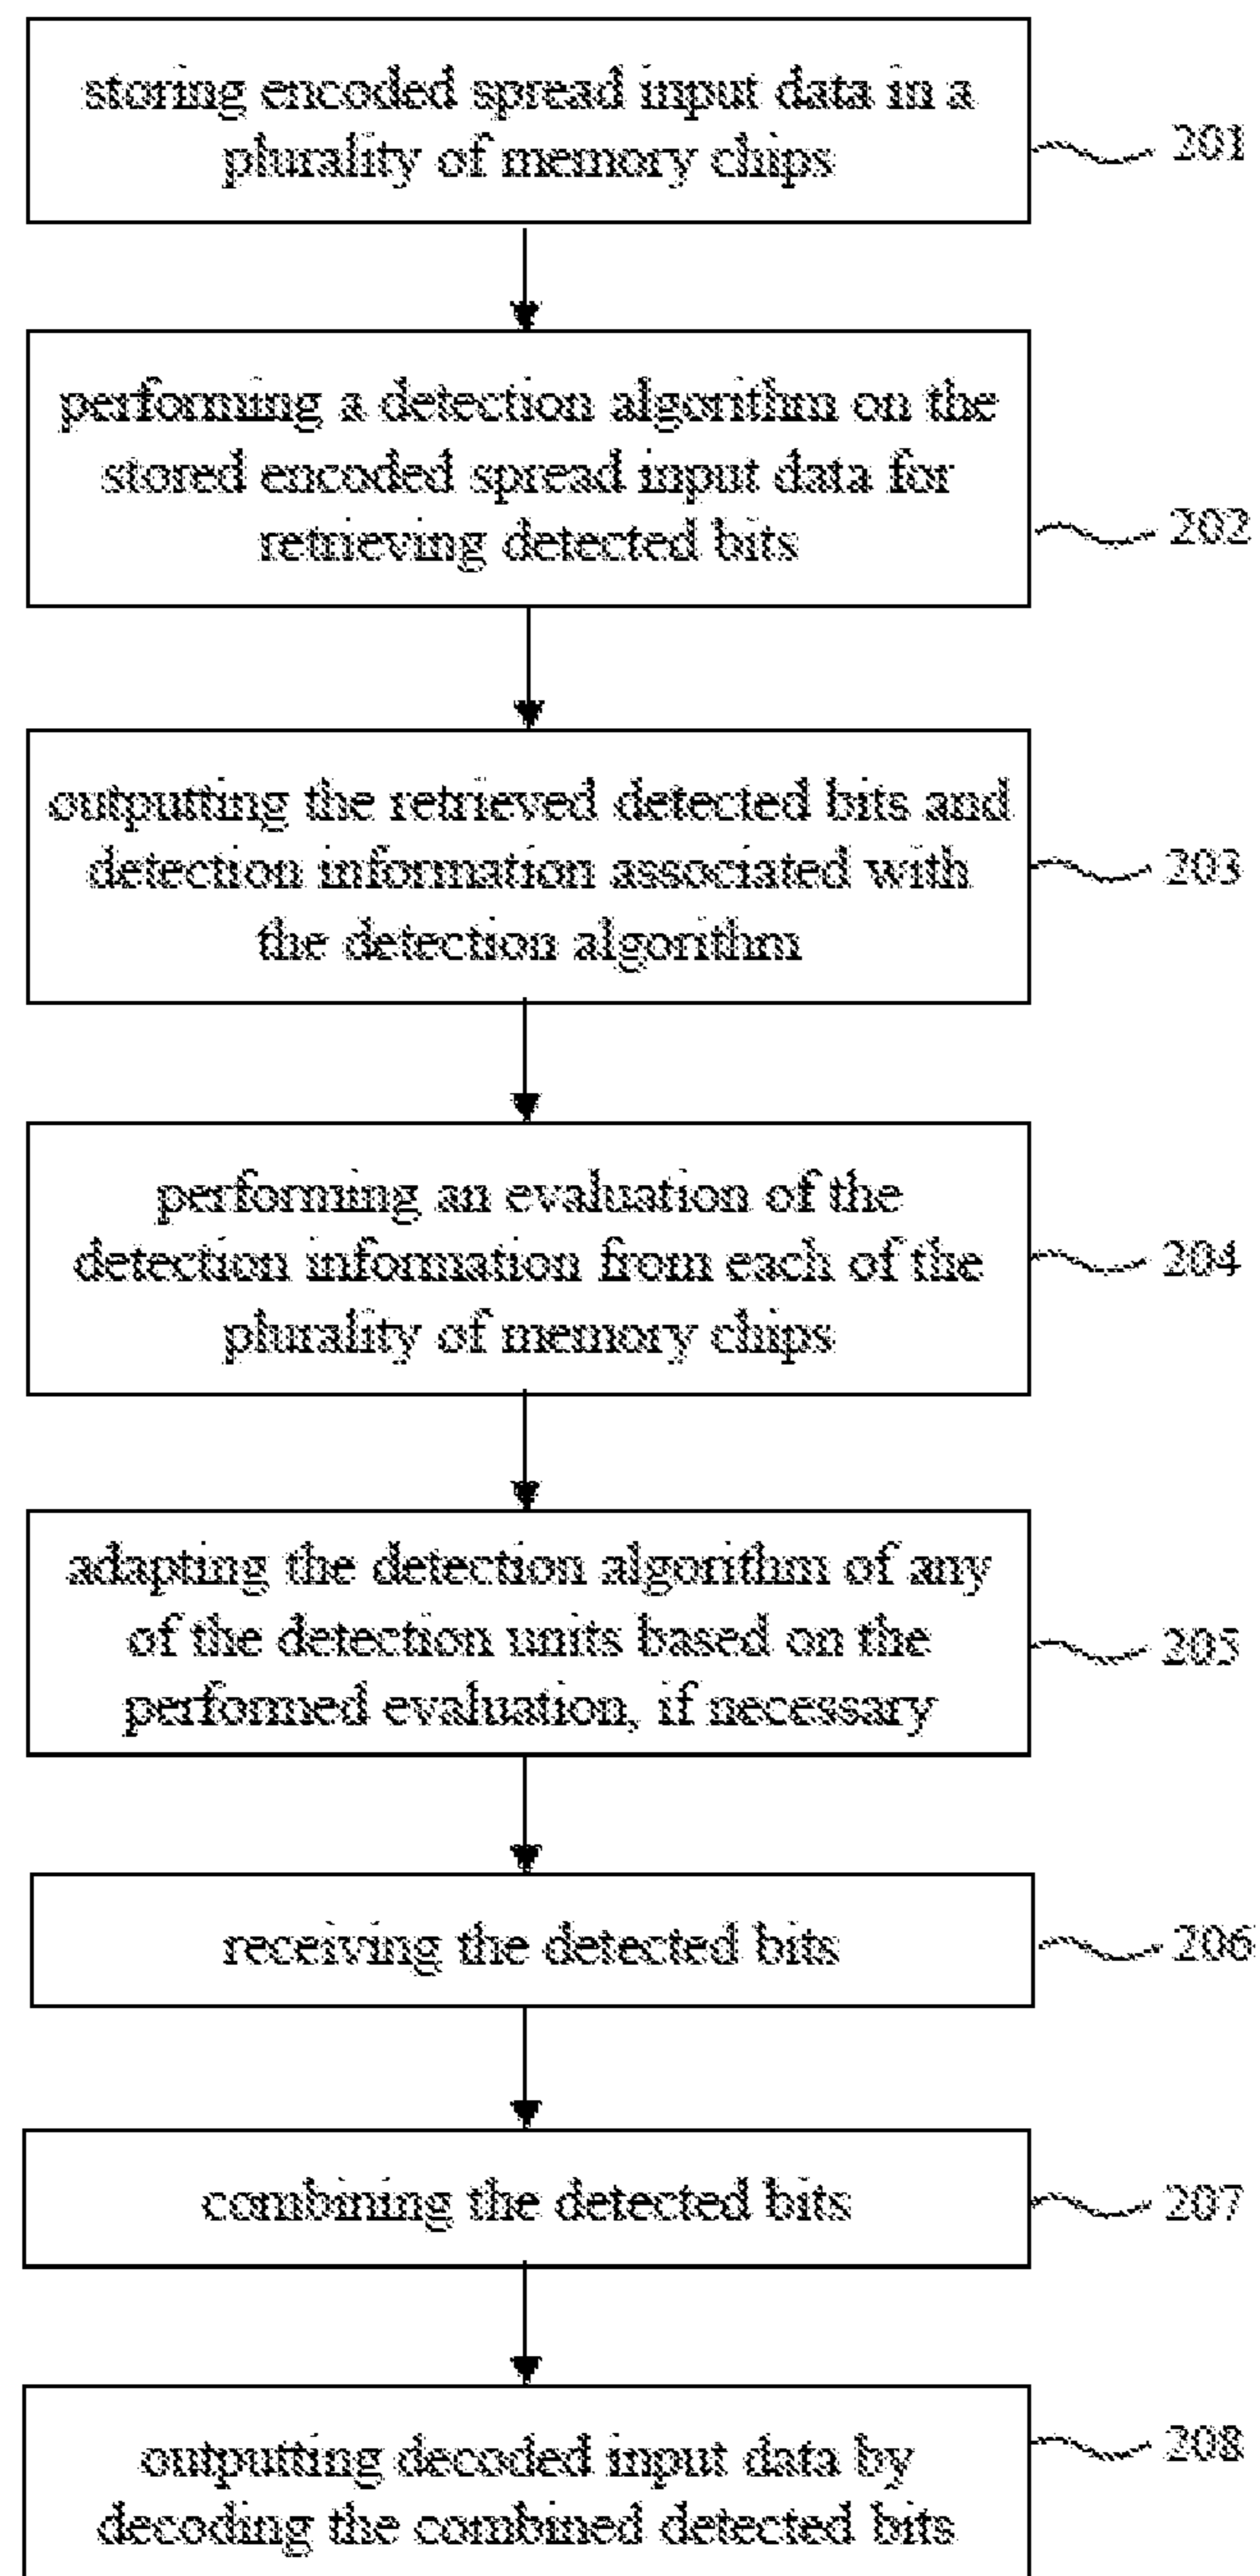 storing encoded spread input data in a
plurality of memory chips
201
performing a detection algorithm on the
stored encoded spread input data for
retrieving detected bits
202
outputting the retrieved detected bits and
detection information associated with
the detection algorithm
203
performing an evaluation of the
detection information from each of the
plurality of memory chips
204
adapting the detection algorithm of any
of the detection units based on the
performed evaluation, if necessary
205
receiving the detected bits
206
combining the detected bits
207
outputting decoded input data by
decoding the combined detected bits
208